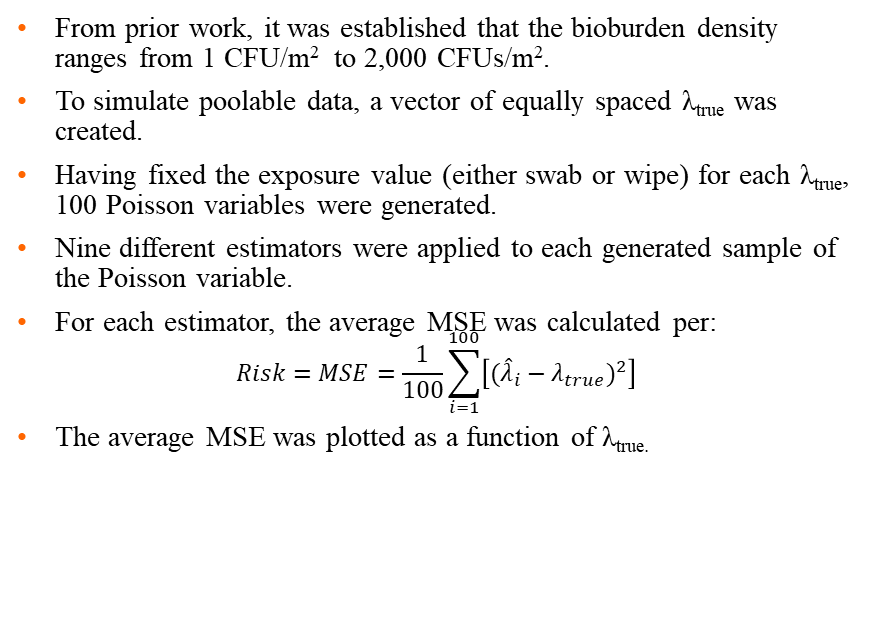 • From prior work, it was established that the bioburden density
ranges from 1 CFU/m² to 2,000 CFUs/m².
• To simulate poolable data, a vector of equally spaced λtrue was
created.
• Having fixed the exposure value (either swab or wipe) for each λtrue,
100 Poisson variables were generated.
• Nine different estimators were applied to each generated sample of
the Poisson variable.
• For each estimator, the average MSE was calculated per:
Risk = MSE = 1/100 ∑_{i=1}^{100} [(λ̂ᵢ − λtrue)²]
• The average MSE was plotted as a function of λtrue.